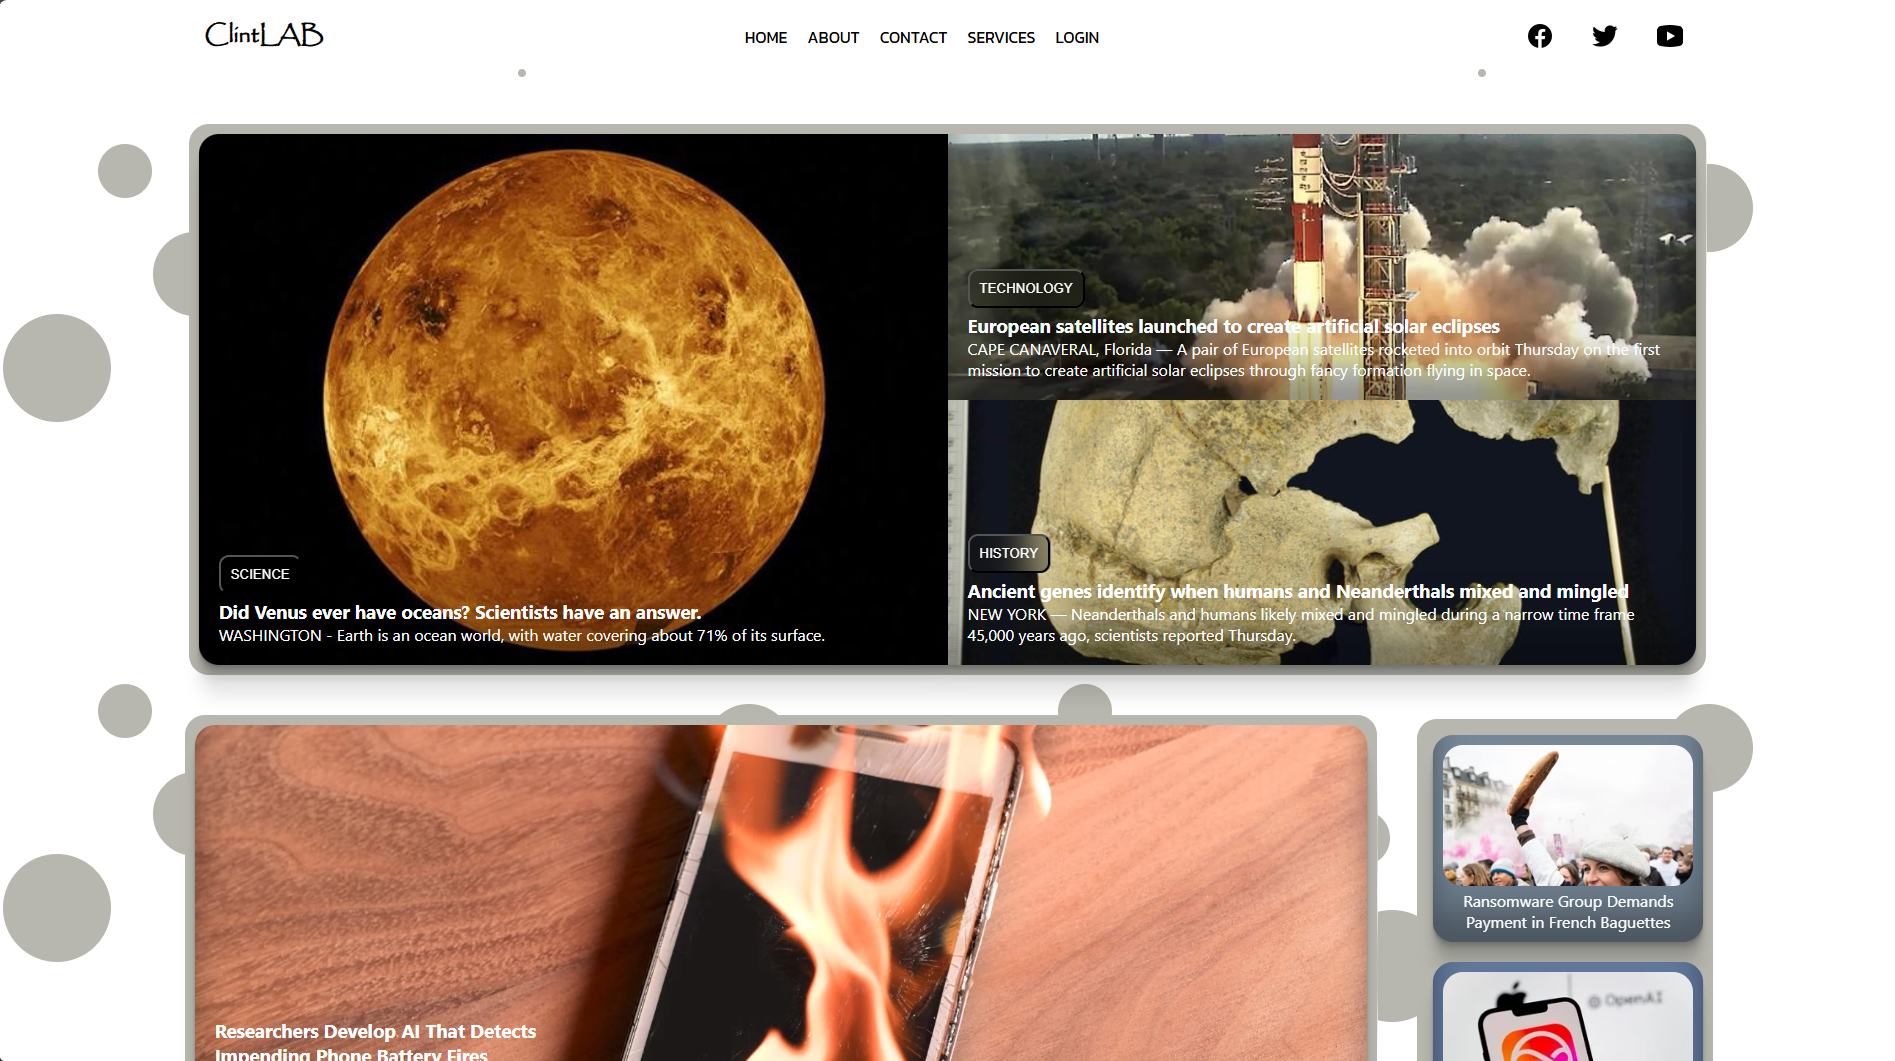 ClintLAB
HOME ABOUT CONTACT SERVICES LOGIN
SCIENCE
Did Venus ever have oceans? Scientists have an answer.
WASHINGTON - Earth is an ocean world, with water covering about 71% of its surface.
TECHNOLOGY
European satellites launched to create artificial solar eclipses
CAPE CANAVERAL, Florida — A pair of European satellites rocketed into orbit Thursday on the first
mission to create artificial solar eclipses through fancy formation flying in space.
HISTORY
Ancient genes identify when humans and Neanderthals mixed and mingled
NEW YORK — Neanderthals and humans likely mixed and mingled during a narrow time frame
45,000 years ago, scientists reported Thursday.
Researchers Develop AI That Detects
Impending Phone Battery Fires
Ransomware Group Demands
Payment in French Baguettes
OpenAI